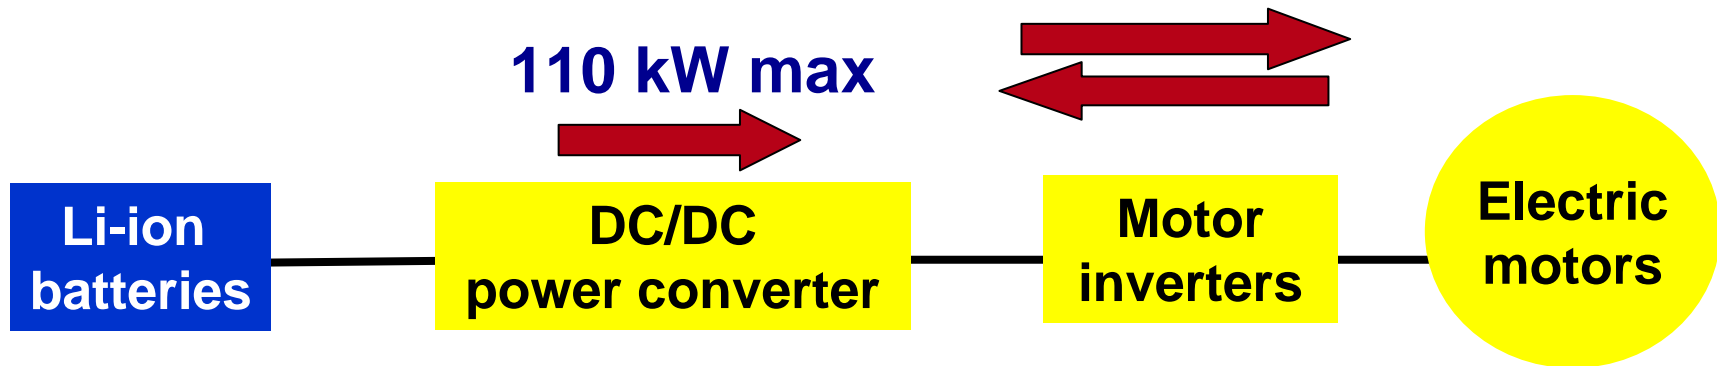 110 kW max
Li-ion
batteries
DC/DC
power converter
Motor
inverters
Electric
motors